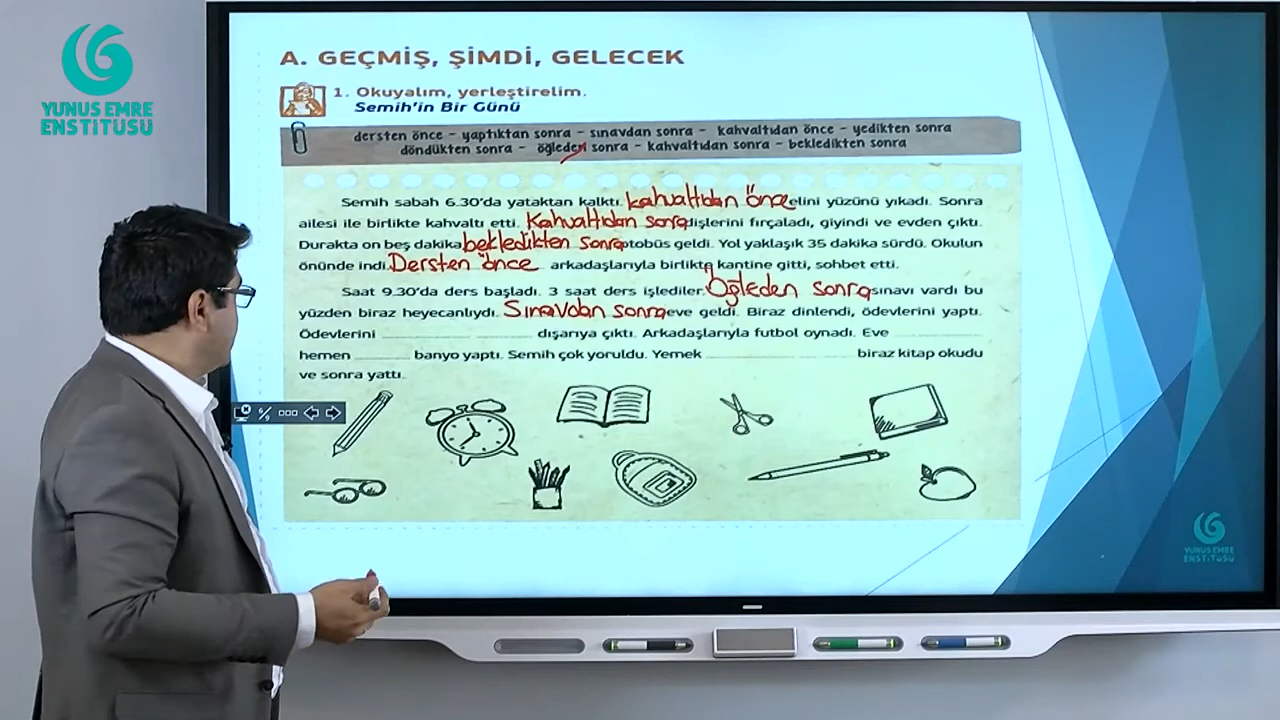 YUNUS EMRE
ENSTİTÜSÜ
A. GEÇMİŞ, ŞİMDİ, GELECEK
1. Okuyalım, yerleştirelim.
Semih'in Bir Günü
dersten önce – yaptıktan sonra – sınavdan sonra – kahvaltıdan önce – yedikten sonra
döndükten sonra – öğleden sonra – kahvaltıdan sonra – bekledikten sonra
Semih sabah 6.30'da yataktan kalktı. Kahvaltıdan önce elini yüzünü yıkadı. Sonra
ailesi ile birlikte kahvaltı etti. Kahvaltıdan sonra dişlerini fırçaladı, giyindi ve evden çıktı.
Durakta on beş dakika bekledikten sonra otobüs geldi. Yol yaklaşık 35 dakika sürdü. Okulun
önünde indi. Dersten önce arkadaşlarıyla birlikte kantine gitti, sohbet etti.
Saat 9.30'da ders başladı. 3 saat ders işlediler. Öğleden sonra sınavı vardı bu
yüzden biraz heyecanlıydı. Sınavdan sonra eve geldi. Biraz dinlendi, ödevlerini yaptı.
Ödevlerini dışarıya çıktı. Arkadaşlarıyla futbol oynadı. Eve
hemen banyo yaptı. Semih çok yoruldu. Yemek biraz kitap okudu
ve sonra yattı.
YUNUS EMRE
ENSTİTÜSÜ